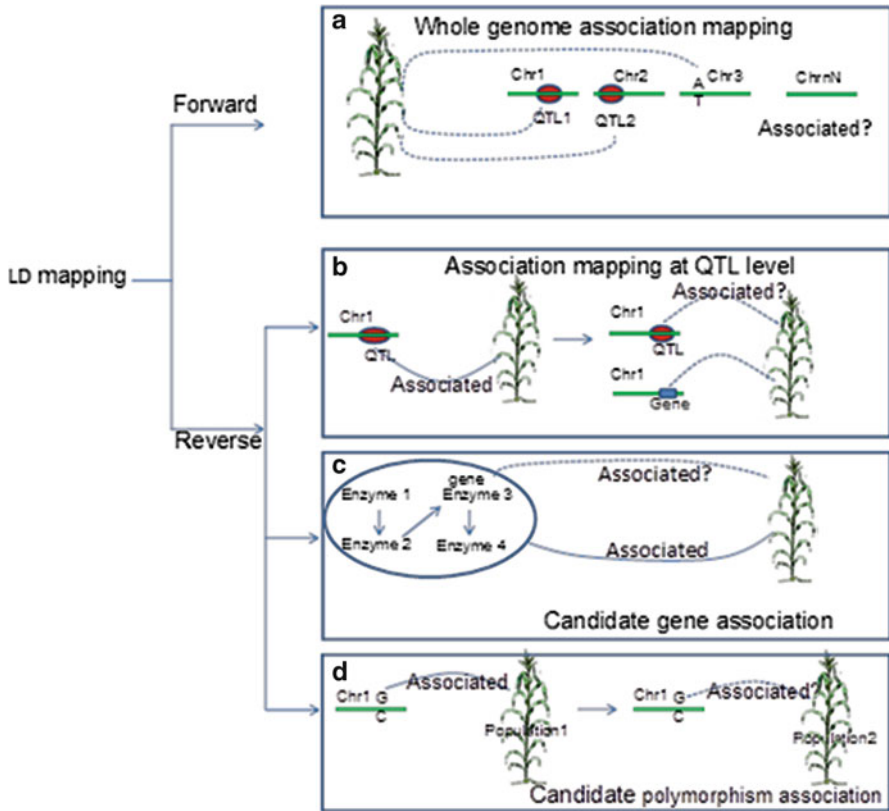 a
Whole genome association mapping
Chr1
Chr2
A Chr3
T
ChrnN
QTL1
QTL2
Associated?
Forward
LD mapping
Reverse
b
Association mapping at QTL level
Chr1
QTL
Associated
Chr1
Associated?
QTL
Chr1
Gene
c
gene
Enzyme 1
Enzyme 3
Enzyme 2
Enzyme 4
Associated?
Associated
Candidate gene association
d
Chr1 G
C
Associated
Population1
Chr1 G
C
Associated?
Population2
Candidate polymorphism association